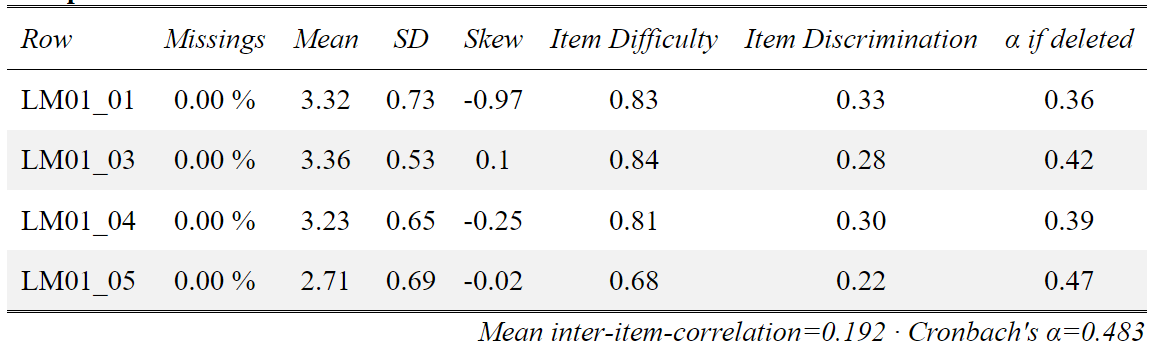 Row Missings Mean SD Skew Item Difficulty Item Discrimination α if deleted
LM01_01 0.00 % 3.32 0.73 -0.97 0.83 0.33 0.36
LM01_03 0.00 % 3.36 0.53 0.1 0.84 0.28 0.42
LM01_04 0.00 % 3.23 0.65 -0.25 0.81 0.30 0.39
LM01_05 0.00 % 2.71 0.69 -0.02 0.68 0.22 0.47
Mean inter-item-correlation=0.192 · Cronbach's α=0.483